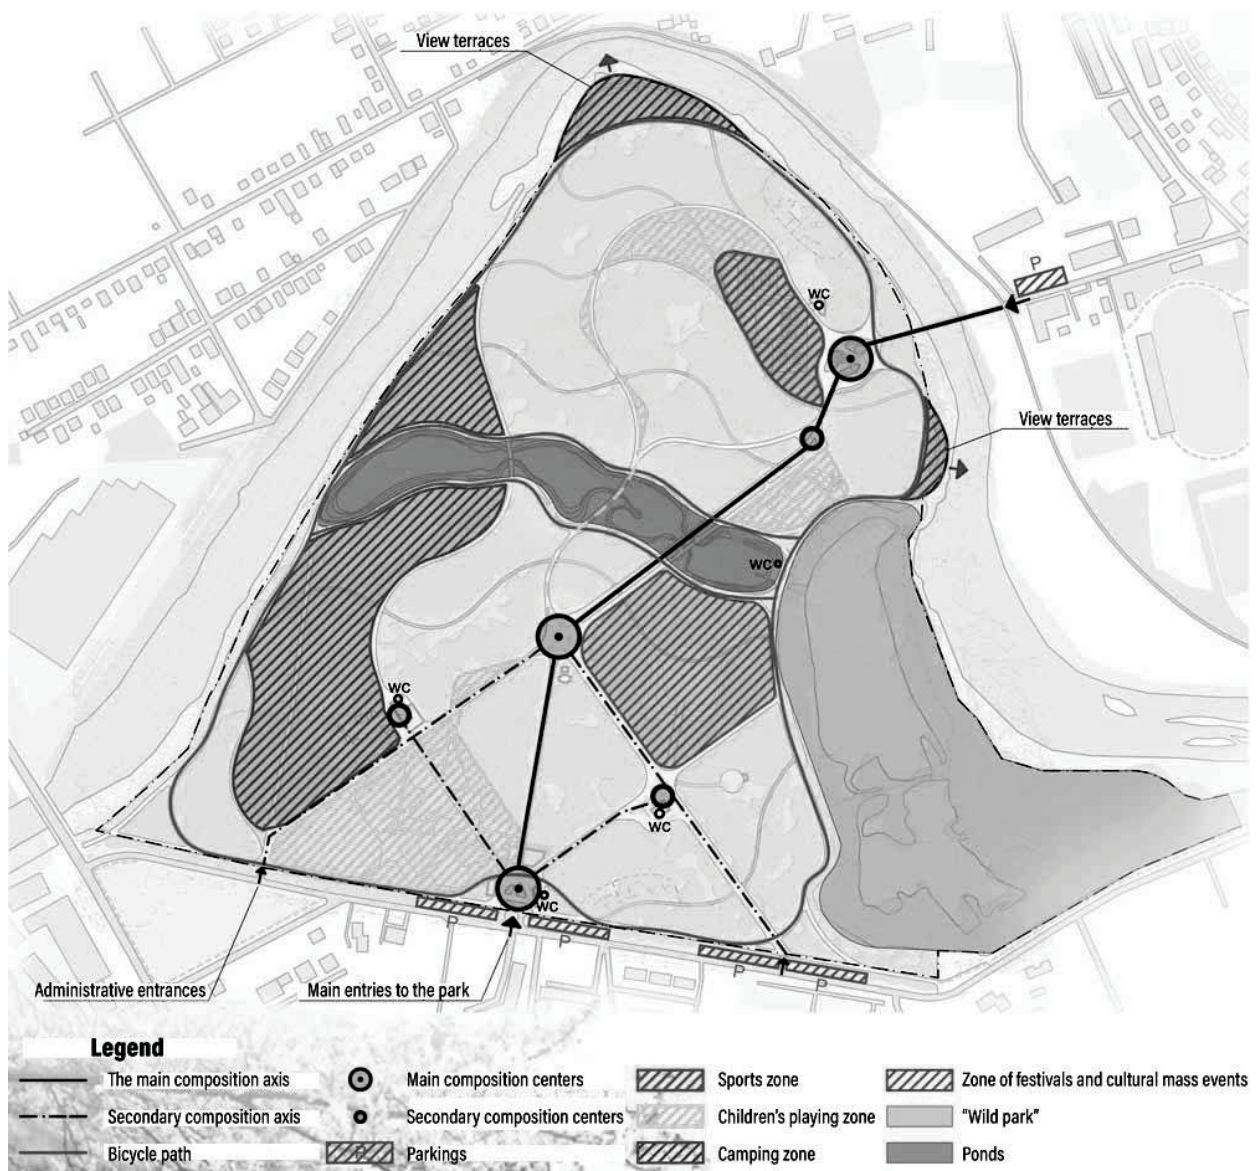 View terraces
P
WC
View terraces
WC
WC
WC
WC
P
P
P
P
Administrative entrances
Main entries to the park
Legend
The main composition axis
Main composition centers
Sports zone
Zone of festivals and cultural mass events
Secondary composition axis
Secondary composition centers
Children's playing zone
"Wild park"
Bicycle path
P
Parkings
Camping zone
Ponds